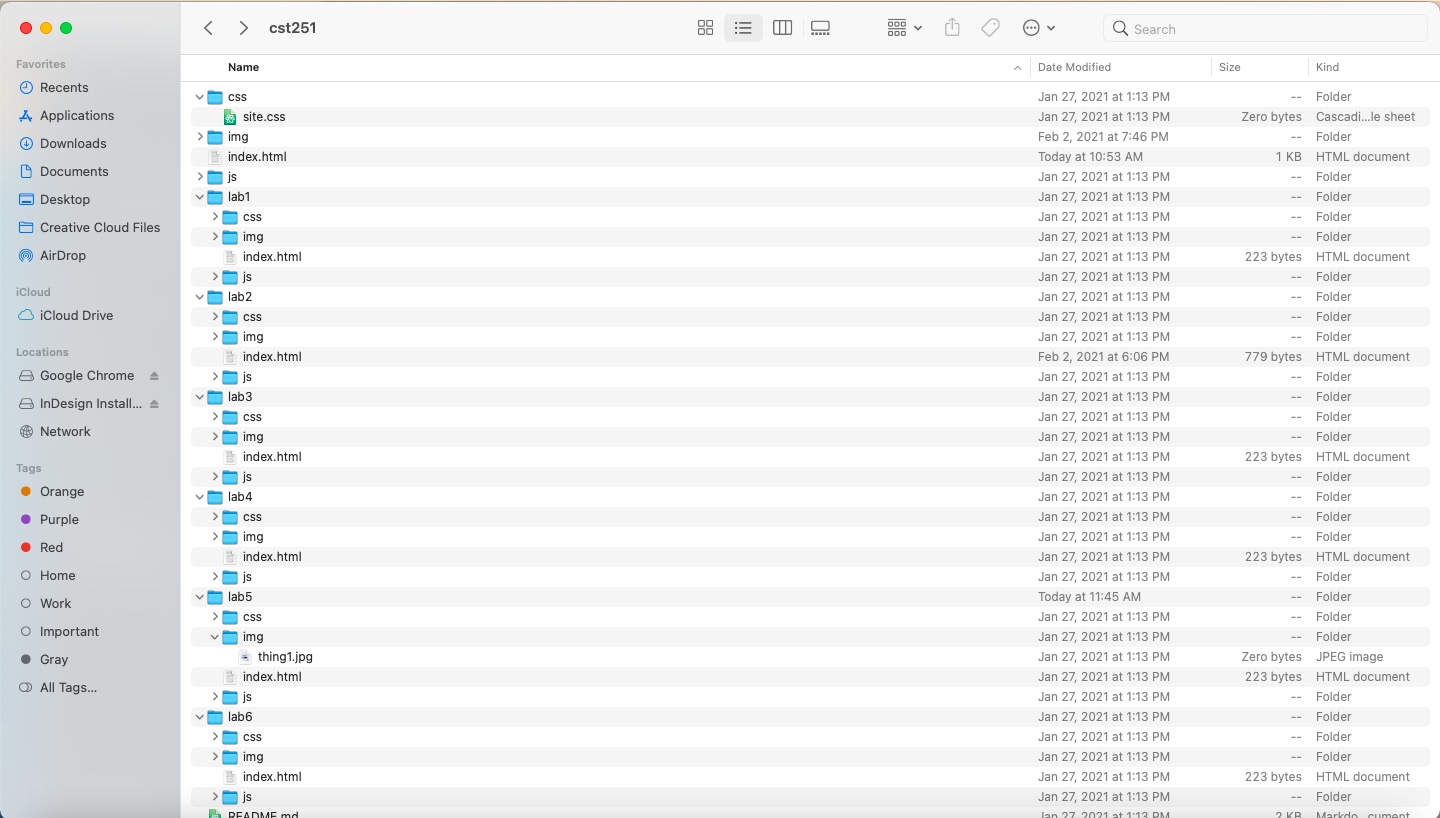 cst251
Search
Favorites
Recents
Applications
Downloads
Documents
Desktop
Creative Cloud Files
AirDrop
iCloud
iCloud Drive
Locations
Google Chrome
InDesign Install...
Network
Tags
Orange
Purple
Red
Home
Work
Important
Gray
All Tags...
Name Date Modified Size Kind
css Jan 27, 2021 at 1:13 PM -- Folder
site.css Jan 27, 2021 at 1:13 PM Zero bytes Cascadi...le sheet
img Feb 2, 2021 at 7:46 PM -- Folder
index.html Today at 10:53 AM 1 KB HTML document
js Jan 27, 2021 at 1:13 PM -- Folder
lab1 Jan 27, 2021 at 1:13 PM -- Folder
css Jan 27, 2021 at 1:13 PM -- Folder
img Jan 27, 2021 at 1:13 PM -- Folder
index.html Jan 27, 2021 at 1:13 PM 223 bytes HTML document
js Jan 27, 2021 at 1:13 PM -- Folder
lab2 Jan 27, 2021 at 1:13 PM -- Folder
css Jan 27, 2021 at 1:13 PM -- Folder
img Jan 27, 2021 at 1:13 PM -- Folder
index.html Feb 2, 2021 at 6:06 PM 779 bytes HTML document
js Jan 27, 2021 at 1:13 PM -- Folder
lab3 Jan 27, 2021 at 1:13 PM -- Folder
css Jan 27, 2021 at 1:13 PM -- Folder
img Jan 27, 2021 at 1:13 PM -- Folder
index.html Jan 27, 2021 at 1:13 PM 223 bytes HTML document
js Jan 27, 2021 at 1:13 PM -- Folder
lab4 Jan 27, 2021 at 1:13 PM -- Folder
css Jan 27, 2021 at 1:13 PM -- Folder
img Jan 27, 2021 at 1:13 PM -- Folder
index.html Jan 27, 2021 at 1:13 PM 223 bytes HTML document
js Jan 27, 2021 at 1:13 PM -- Folder
lab5 Today at 11:45 AM -- Folder
css Jan 27, 2021 at 1:13 PM -- Folder
img Jan 27, 2021 at 1:13 PM -- Folder
thing1.jpg Jan 27, 2021 at 1:13 PM Zero bytes JPEG image
index.html Jan 27, 2021 at 1:13 PM 223 bytes HTML document
js Jan 27, 2021 at 1:13 PM -- Folder
lab6 Jan 27, 2021 at 1:13 PM -- Folder
css Jan 27, 2021 at 1:13 PM -- Folder
img Jan 27, 2021 at 1:13 PM -- Folder
index.html Jan 27, 2021 at 1:13 PM 223 bytes HTML document
js Jan 27, 2021 at 1:13 PM -- Folder
README.md Jan 27, 2021 at 1:13 PM 2 KB Markdo...cument